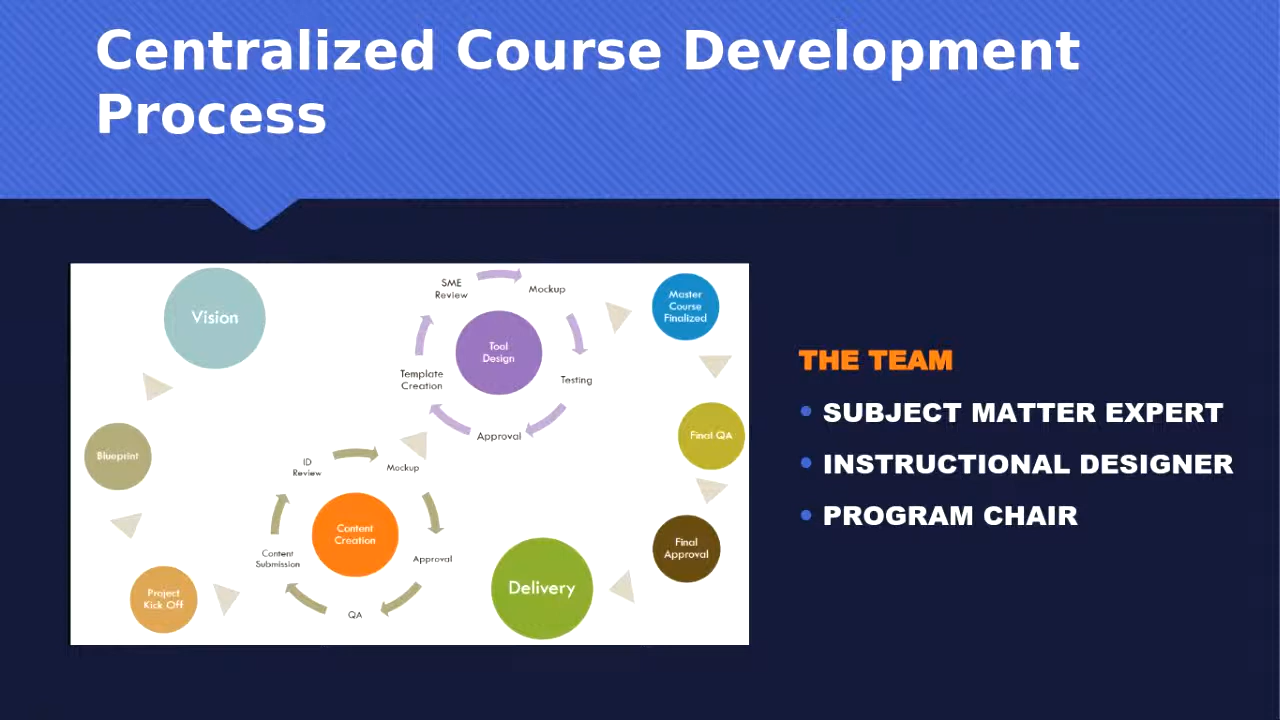 Centralized Course Development
Process
Vision
Blueprint
Project
Kick Off
Content
Creation
ID
Review
Mockup
Approval
QA
Content
Submission
Tool
Design
SME
Review
Mockup
Testing
Approval
Template
Creation
Master
Course
Finalized
Final QA
Final
Approval
Delivery
THE TEAM
SUBJECT MATTER EXPERT
INSTRUCTIONAL DESIGNER
PROGRAM CHAIR